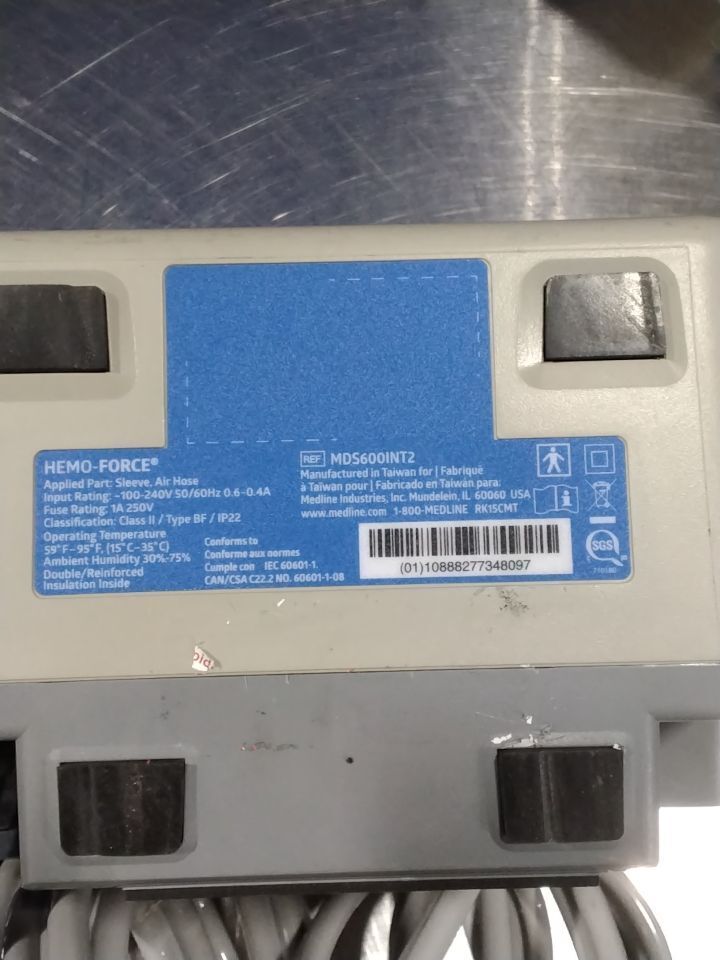 HEMO-FORCE®
Applied Part: Sleeve, Air Hose
Input Rating: ~100-240V 50/60Hz 0.6-0.4A
Fuse Rating: 1A 250V
Classification: Class II / Type BF / IP22
Operating Temperature
59°F-95°F, (15°C-35°C)
Ambient Humidity 30%-75%
Double/Reinforced
Insulation Inside
Conforms to
Conforme aux normes
Cumple con IEC 60601-1.
CAN/CSA C22.2 NO. 60601-1-08
REF MDS600INT2
Manufactured in Taiwan for | Fabriqué
à Taiwan pour | Fabricado en Taiwán para:
Medline Industries, Inc. Mundelein, IL 60060 USA
www.medline.com 1-800-MEDLINE RK15CMT
(01)10888277348097
SGS